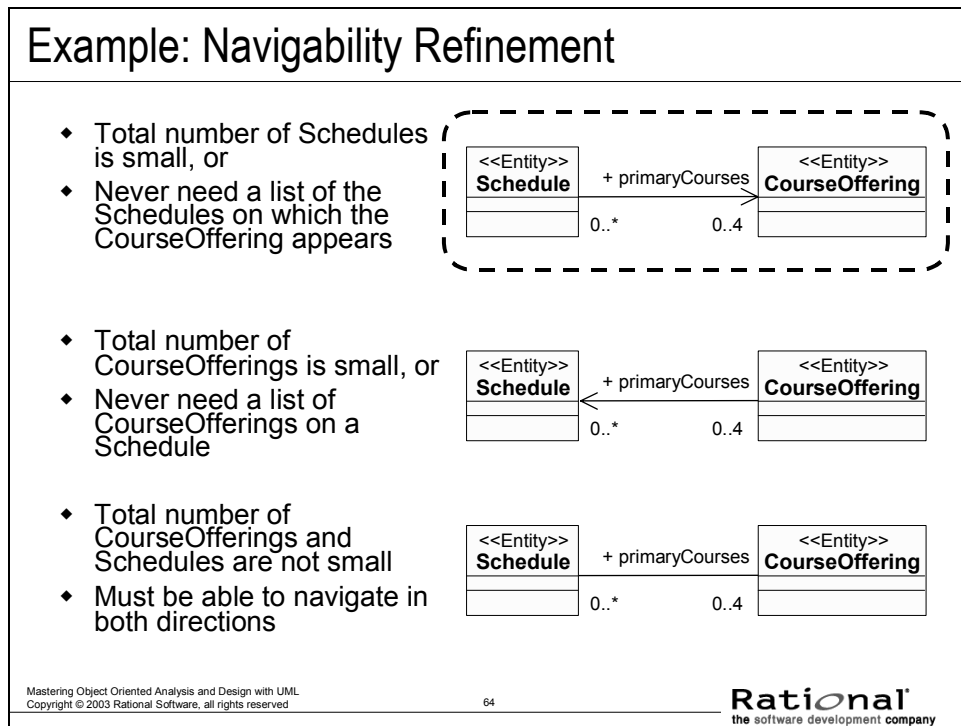 Example: Navigability Refinement
◆ Total number of Schedules
is small, or
◆ Never need a list of the
Schedules on which the
CourseOffering appears
<<Entity>>
Schedule
+ primaryCourses
<<Entity>>
CourseOffering
0..*
0..4
◆ Total number of
CourseOfferings is small, or
◆ Never need a list of
CourseOfferings on a
Schedule
<<Entity>>
Schedule
+ primaryCourses
<<Entity>>
CourseOffering
0..*
0..4
◆ Total number of
CourseOfferings and
Schedules are not small
◆ Must be able to navigate in
both directions
<<Entity>>
Schedule
+ primaryCourses
<<Entity>>
CourseOffering
0..*
0..4
Mastering Object Oriented Analysis and Design with UML
Copyright © 2003 Rational Software, all rights reserved
64
Rational
the software development company